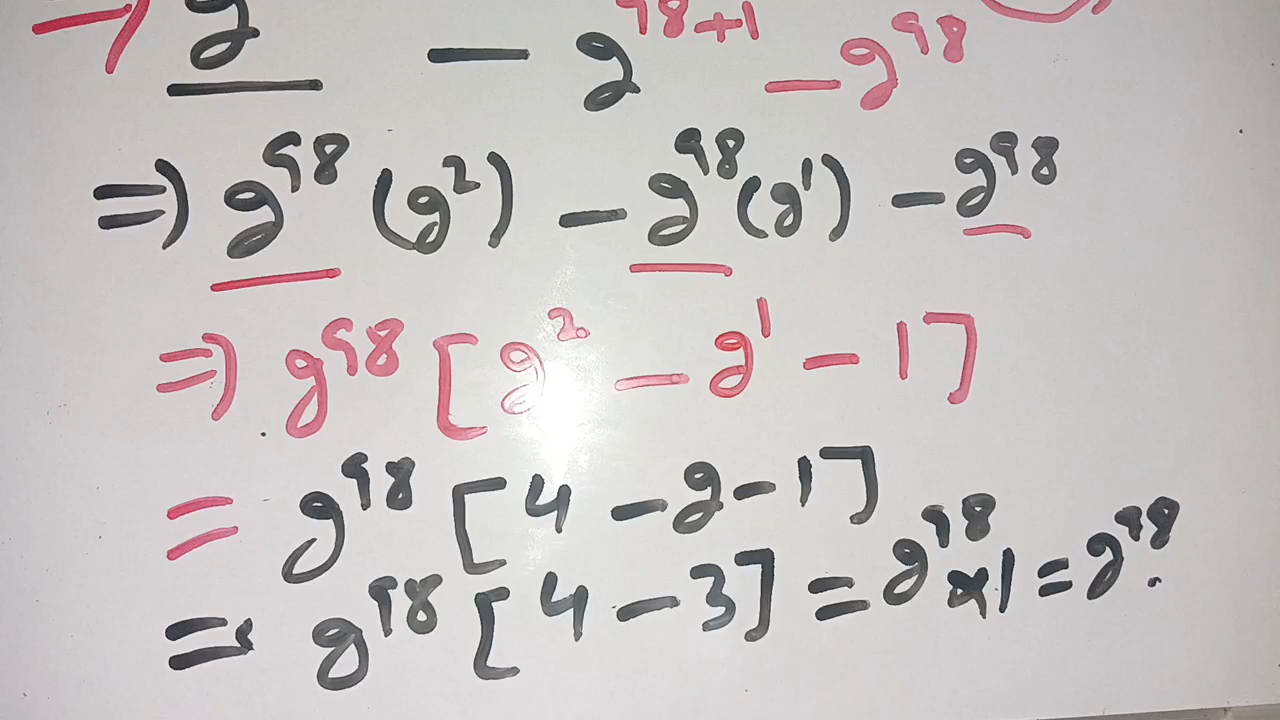 → 2 − 2^{98+1} − 2^{98}
⇒ 2^{98} (2^2) − 2^{98} (2^1) − 2^{98}
⇒ 2^{98} [2^2 − 2^1 − 1]
= 2^{98} [4 − 2 − 1]
= 2^{98} [4 − 3] = 2^{98} × 1 = 2^{98}.